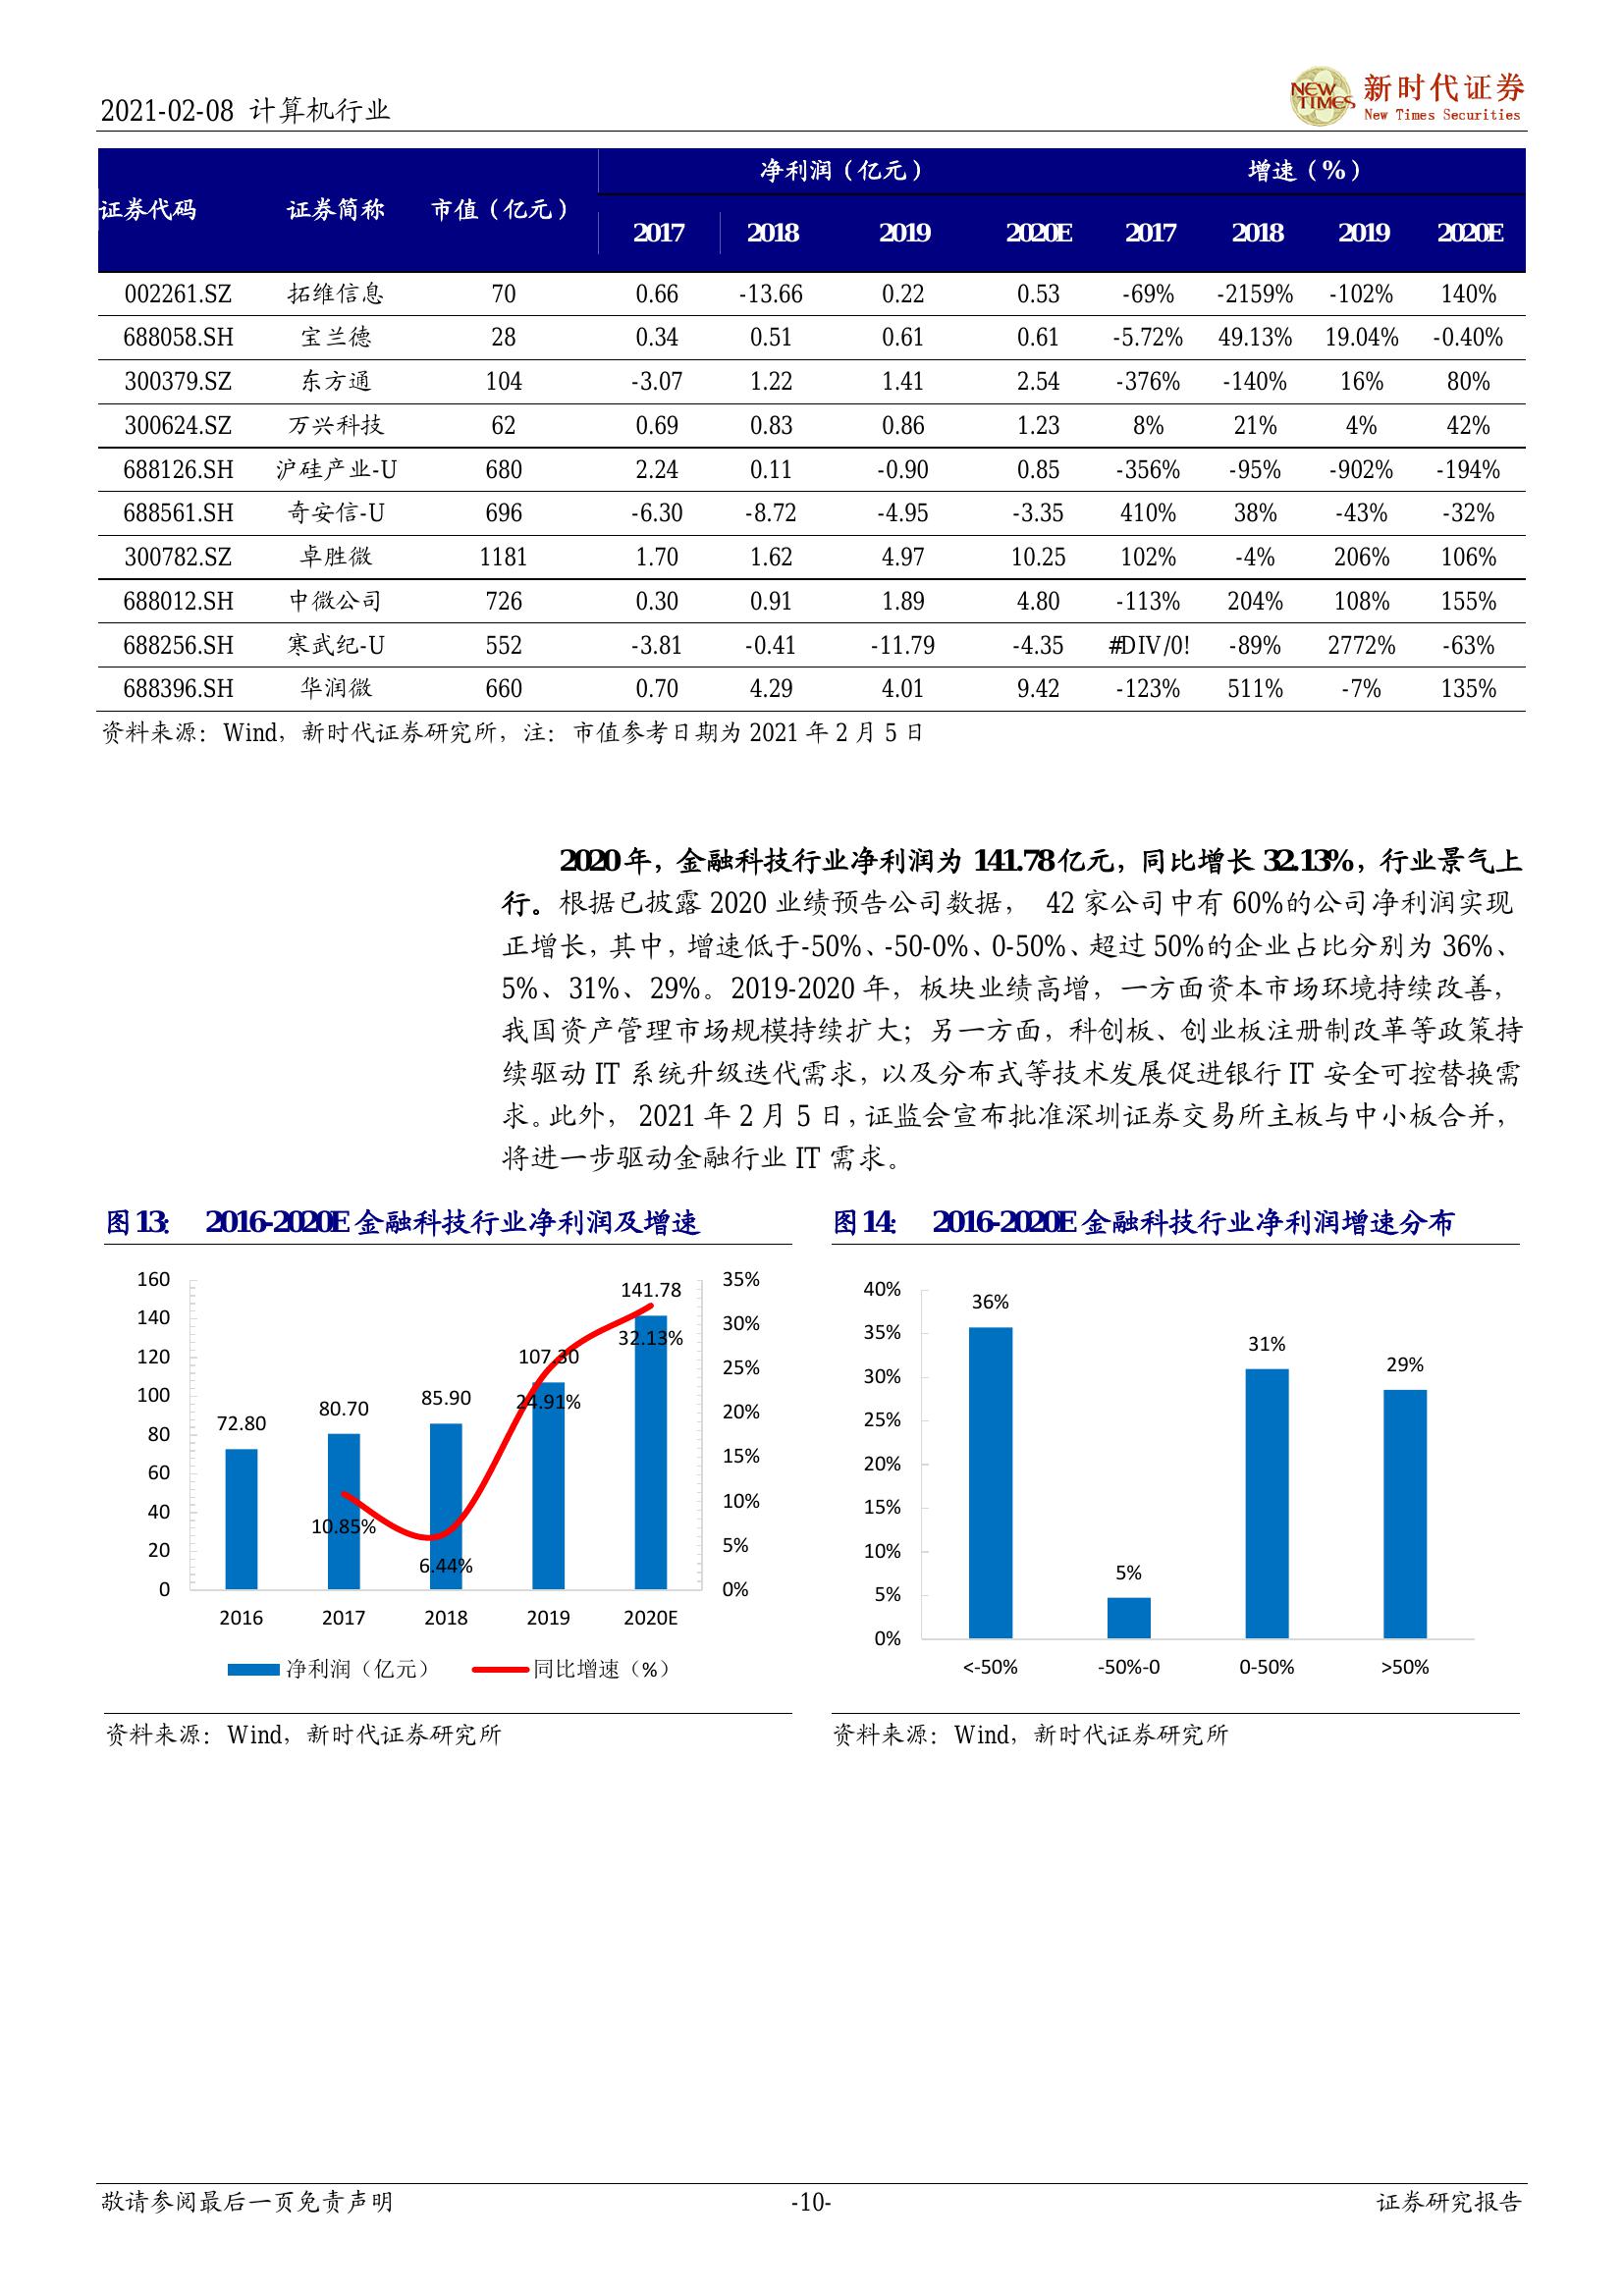 2021-02-08 计算机行业
NEW TIMES 新时代证券
New Times Securities
证券代码 证券简称 市值（亿元） 净利润（亿元） 增速（%）
2017 2018 2019 2020E 2017 2018 2019 2020E
002261.SZ 拓维信息 70 0.66 -13.66 0.22 0.53 -69% -2159% -102% 140%
688058.SH 宝兰德 28 0.34 0.51 0.61 0.61 -5.72% 49.13% 19.04% -0.40%
300379.SZ 东方通 104 -3.07 1.22 1.41 2.54 -376% -140% 16% 80%
300624.SZ 万兴科技 62 0.69 0.83 0.86 1.23 8% 21% 4% 42%
688126.SH 沪硅产业-U 680 2.24 0.11 -0.90 0.85 -356% -95% -902% -194%
688561.SH 奇安信-U 696 -6.30 -8.72 -4.95 -3.35 410% 38% -43% -32%
300782.SZ 卓胜微 1181 1.70 1.62 4.97 10.25 102% -4% 206% 106%
688012.SH 中微公司 726 0.30 0.91 1.89 4.80 -113% 204% 108% 155%
688256.SH 寒武纪-U 552 -3.81 -0.41 -11.79 -4.35 #DIV/0! -89% 2772% -63%
688396.SH 华润微 660 0.70 4.29 4.01 9.42 -123% 511% -7% 135%
资料来源：Wind，新时代证券研究所，注：市值参考日期为 2021 年 2 月 5 日
2020 年，金融科技行业净利润为 141.78 亿元，同比增长 32.13%，行业景气上
行。根据已披露 2020 业绩预告公司数据， 42 家公司中有 60%的公司净利润实现
正增长，其中，增速低于-50%、-50-0%、0-50%、超过 50%的企业占比分别为 36%、
5%、31%、29%。2019-2020 年，板块业绩高增，一方面资本市场环境持续改善，
我国资产管理市场规模持续扩大；另一方面，科创板、创业板注册制改革等政策持
续驱动 IT 系统升级迭代需求，以及分布式等技术发展促进银行 IT 安全可控替换需
求。此外， 2021 年 2 月 5 日，证监会宣布批准深圳证券交易所主板与中小板合并，
将进一步驱动金融行业 IT 需求。
图 13： 2016-2020E 金融科技行业净利润及增速
160
140
120
100
80
60
40
20
0
35%
30%
25%
20%
15%
10%
5%
0%
72.80
80.70
85.90
107.30
141.78
10.85%
6.44%
24.91%
32.13%
2016 2017 2018 2019 2020E
净利润（亿元） 同比增速（%）
资料来源：Wind，新时代证券研究所
图 14： 2016-2020E 金融科技行业净利润增速分布
40%
35%
30%
25%
20%
15%
10%
5%
0%
36%
5%
31%
29%
<-50% -50%-0 0-50% >50%
资料来源：Wind，新时代证券研究所
敬请参阅最后一页免责声明 -10- 证券研究报告